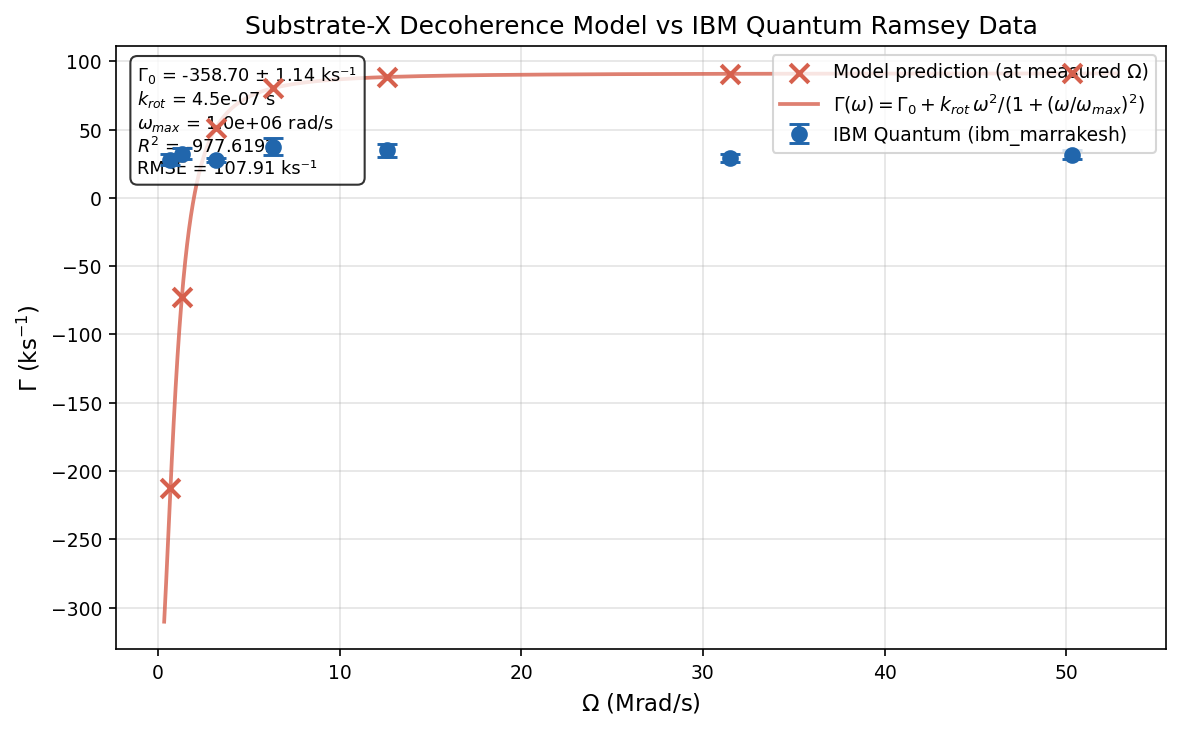 Substrate-X Decoherence Model vs IBM Quantum Ramsey Data
Γ₀ = -358.70 ± 1.14 ks⁻¹
k_rot = 4.5e-07 s
ω_max = 1.0e+06 rad/s
R² = -977.619
RMSE = 107.91 ks⁻¹
Model prediction (at measured Ω)
Γ(ω) = Γ₀ + k_rot ω²/(1 + (ω/ω_max)²)
IBM Quantum (ibm_marrakesh)
100
50
0
−50
−100
−150
−200
−250
−300
Γ (ks⁻¹)
0 10 20 30 40 50
Ω (Mrad/s)